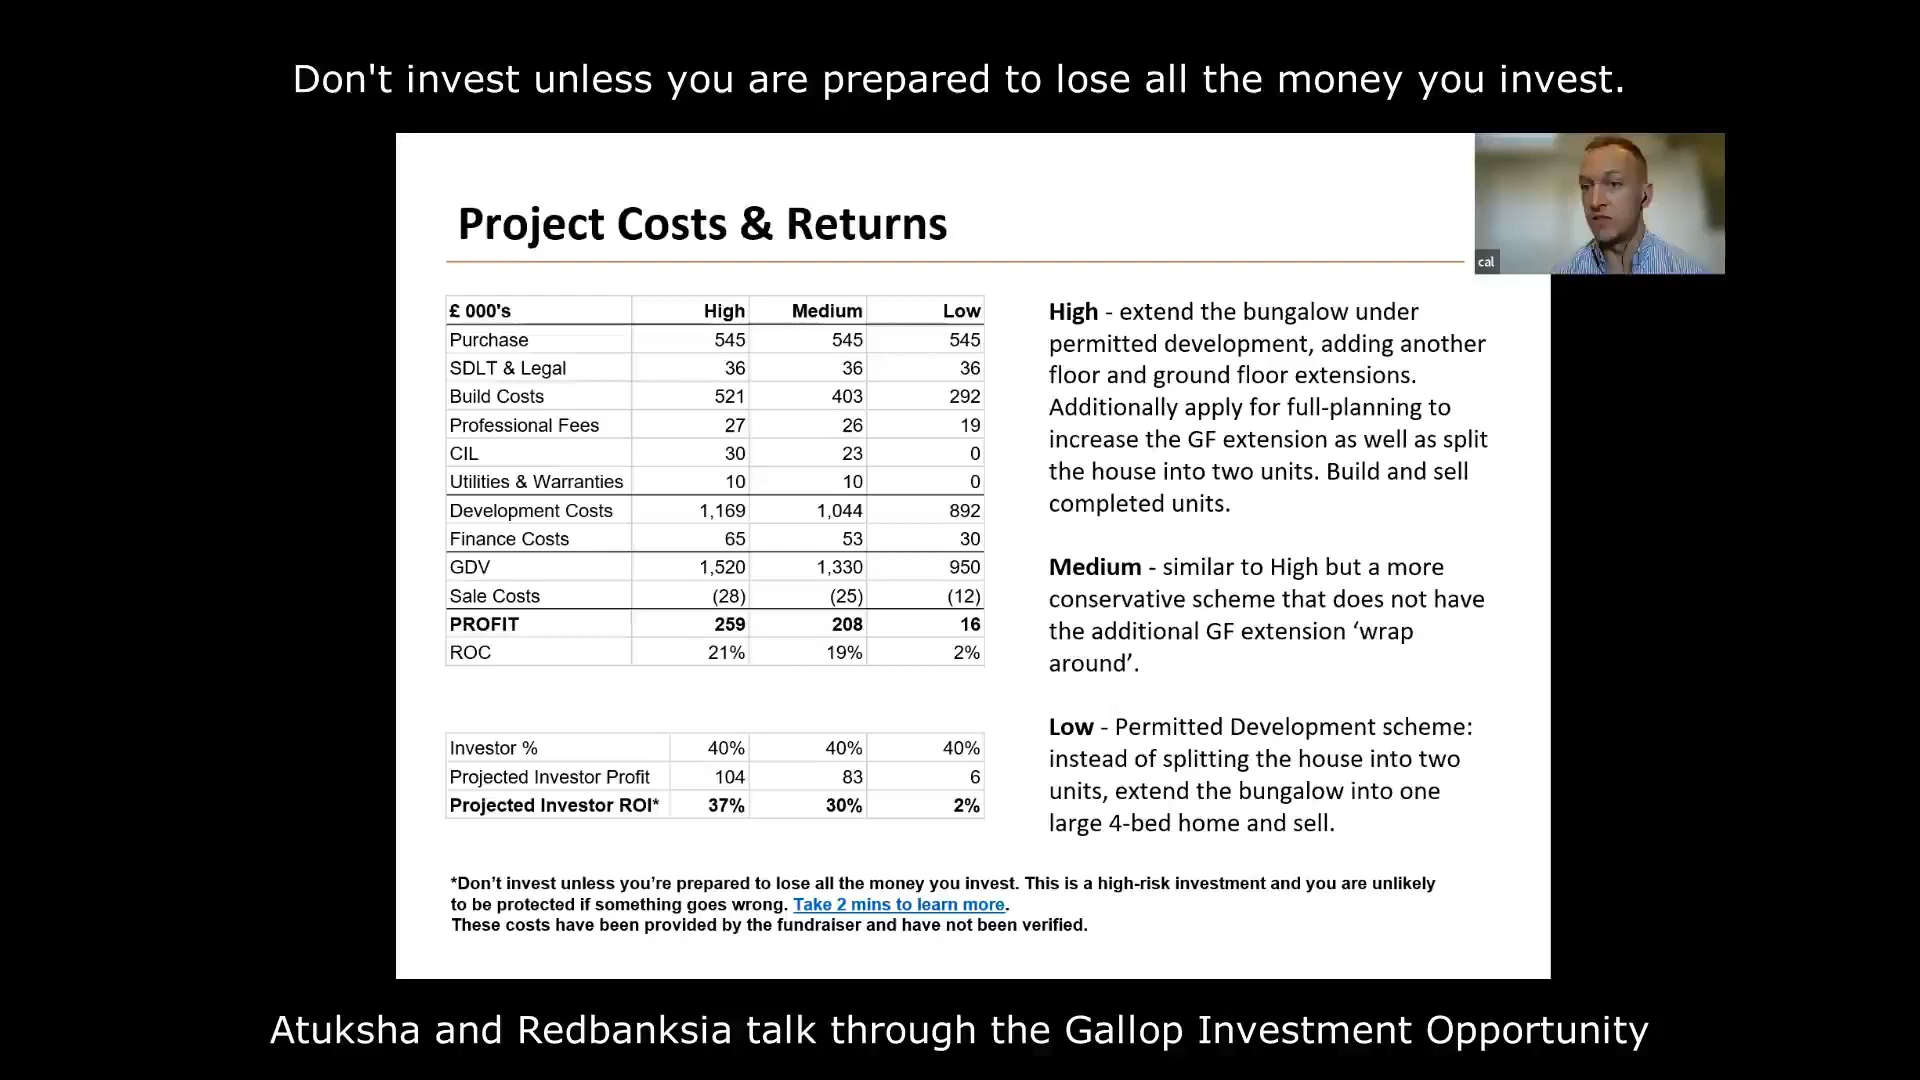 Don't invest unless you are prepared to lose all the money you invest.
cal
Project Costs & Returns
£ 000's High Medium Low
Purchase 545 545 545
SDLT & Legal 36 36 36
Build Costs 521 403 292
Professional Fees 27 26 19
CIL 30 23 0
Utilities & Warranties 10 10 0
Development Costs 1,169 1,044 892
Finance Costs 65 53 30
GDV 1,520 1,330 950
Sale Costs (28) (25) (12)
PROFIT 259 208 16
ROC 21% 19% 2%
Investor % 40% 40% 40%
Projected Investor Profit 104 83 6
Projected Investor ROI* 37% 30% 2%
High - extend the bungalow under
permitted development, adding another
floor and ground floor extensions.
Additionally apply for full-planning to
increase the GF extension as well as split
the house into two units. Build and sell
completed units.
Medium - similar to High but a more
conservative scheme that does not have
the additional GF extension ‘wrap
around’.
Low - Permitted Development scheme:
instead of splitting the house into two
units, extend the bungalow into one
large 4-bed home and sell.
*Don’t invest unless you’re prepared to lose all the money you invest. This is a high-risk investment and you are unlikely
to be protected if something goes wrong. Take 2 mins to learn more.
These costs have been provided by the fundraiser and have not been verified.
Atuksha and Redbanksia talk through the Gallop Investment Opportunity